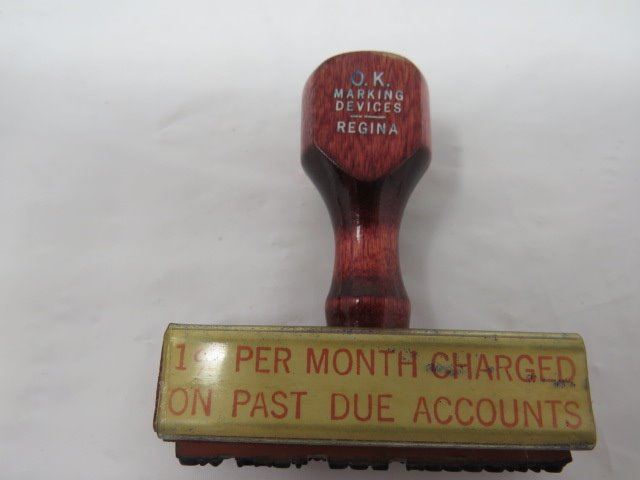 O. K.
MARKING
DEVICES
REGINA
1% PER MONTH CHARGED
ON PAST DUE ACCOUNTS